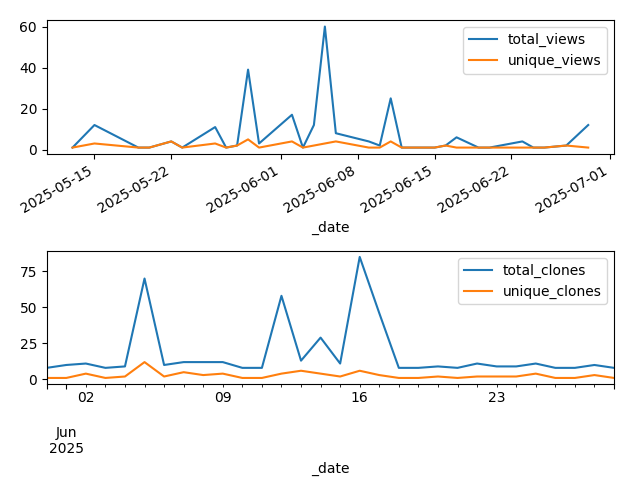 60
40
20
0
total_views
unique_views
2025-05-15
2025-05-22
2025-06-01
2025-06-08
2025-06-15
2025-06-22
2025-07-01
_date
75
50
25
0
total_clones
unique_clones
02
09
16
23
Jun
2025
_date